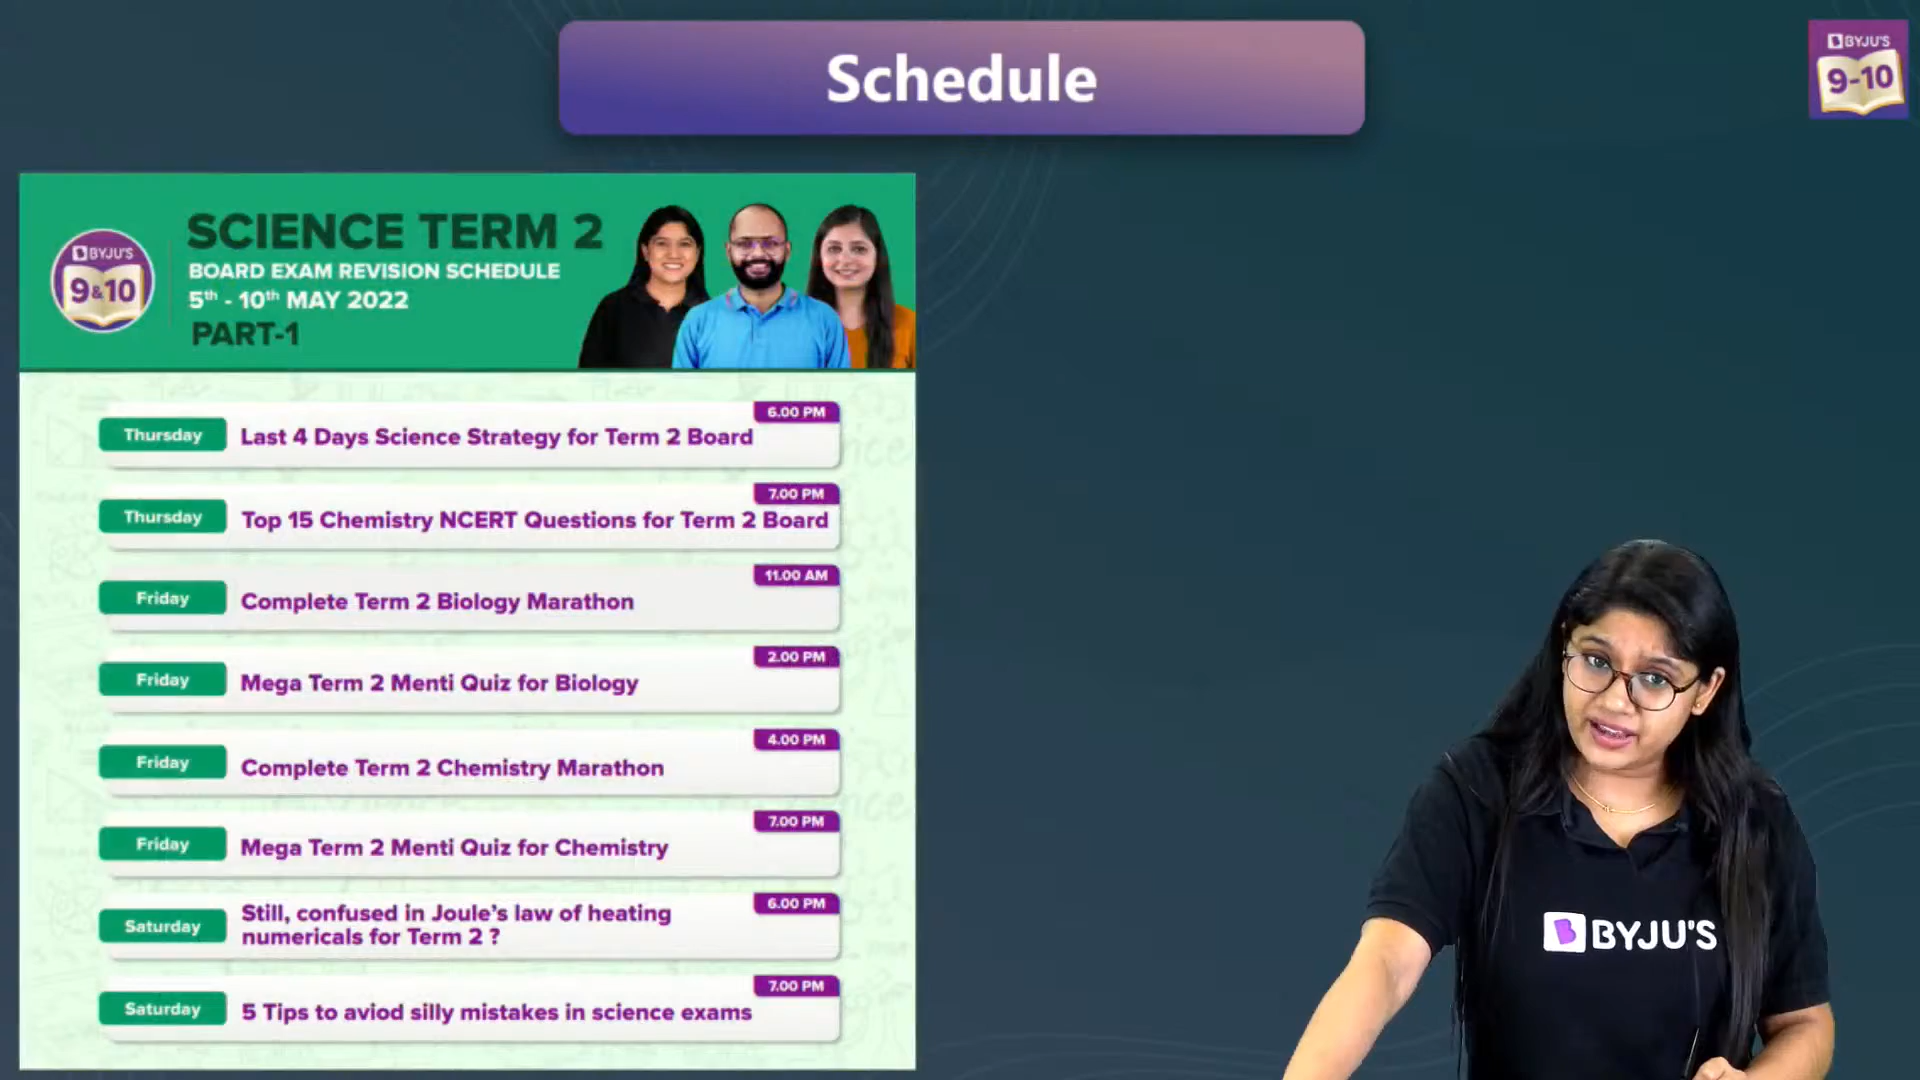 Schedule
BYJU'S
9-10
BYJU'S
9&10
SCIENCE TERM 2
BOARD EXAM REVISION SCHEDULE
5th - 10th MAY 2022
PART-1
6.00 PM
Thursday Last 4 Days Science Strategy for Term 2 Board
7.00 PM
Thursday Top 15 Chemistry NCERT Questions for Term 2 Board
11.00 AM
Friday Complete Term 2 Biology Marathon
2.00 PM
Friday Mega Term 2 Menti Quiz for Biology
4.00 PM
Friday Complete Term 2 Chemistry Marathon
7.00 PM
Friday Mega Term 2 Menti Quiz for Chemistry
6.00 PM
Saturday Still, confused in Joule's law of heating
numericals for Term 2 ?
7.00 PM
Saturday 5 Tips to aviod silly mistakes in science exams
BYJU'S